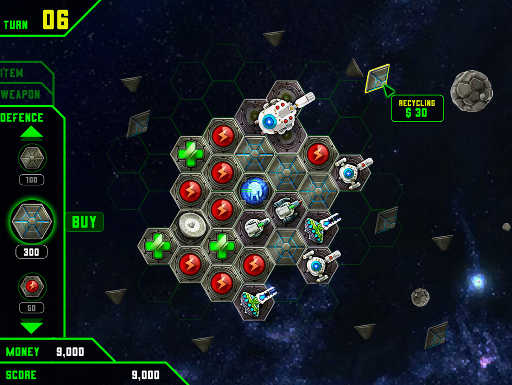 TURN 06
ITEM
WEAPON
DEFENCE
100
300
BUY
50
RECYCLING
$ 30
MONEY 9,000
SCORE 9,000